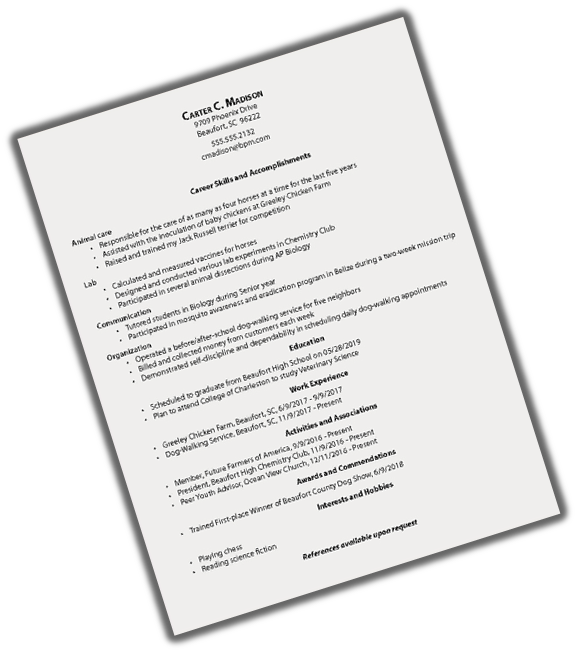 CARTER C. MADISON
9709 Phoenix Drive
Beaufort, SC 96222
555.555.2132
cmadison@bpm.com
Career Skills and Accomplishments
Animal care
• Responsible for the care of as many as four horses at a time for the last five years
• Assisted with the inoculation of baby chickens at Greeley Chicken Farm
• Raised and trained my Jack Russell terrier for competition
Lab
• Calculated and measured vaccines for horses
• Designed and conducted various lab experiments in Chemistry Club
• Participated in several animal dissections during AP Biology
Communication
• Tutored students in Biology during Senior year
• Participated in mosquito awareness and eradication program in Belize during a two-week mission trip
Organization
• Operated a before/after-school dog-walking service for five neighbors
• Billed and collected money from customers each week
• Demonstrated self-discipline and dependability in scheduling daily dog-walking appointments
Education
• Scheduled to graduate from Beaufort High School on 05/28/2019
• Plan to attend College of Charleston to study Veterinary Science
Work Experience
• Greeley Chicken Farm, Beaufort, SC, 6/9/2017 - 9/9/2017
• Dog-Walking Service, Beaufort, SC, 11/9/2017 - Present
Activities and Associations
• Member, Future Farmers of America, 9/9/2016 - Present
• President, Beaufort High Chemistry Club, 11/9/2016 - Present
• Peer Youth Advisor, Ocean View Church, 12/11/2016 - Present
Awards and Commendations
• Trained First-place Winner of Beaufort County Dog Show, 6/9/2018
Interests and Hobbies
• Playing chess
• Reading science fiction
References available upon request